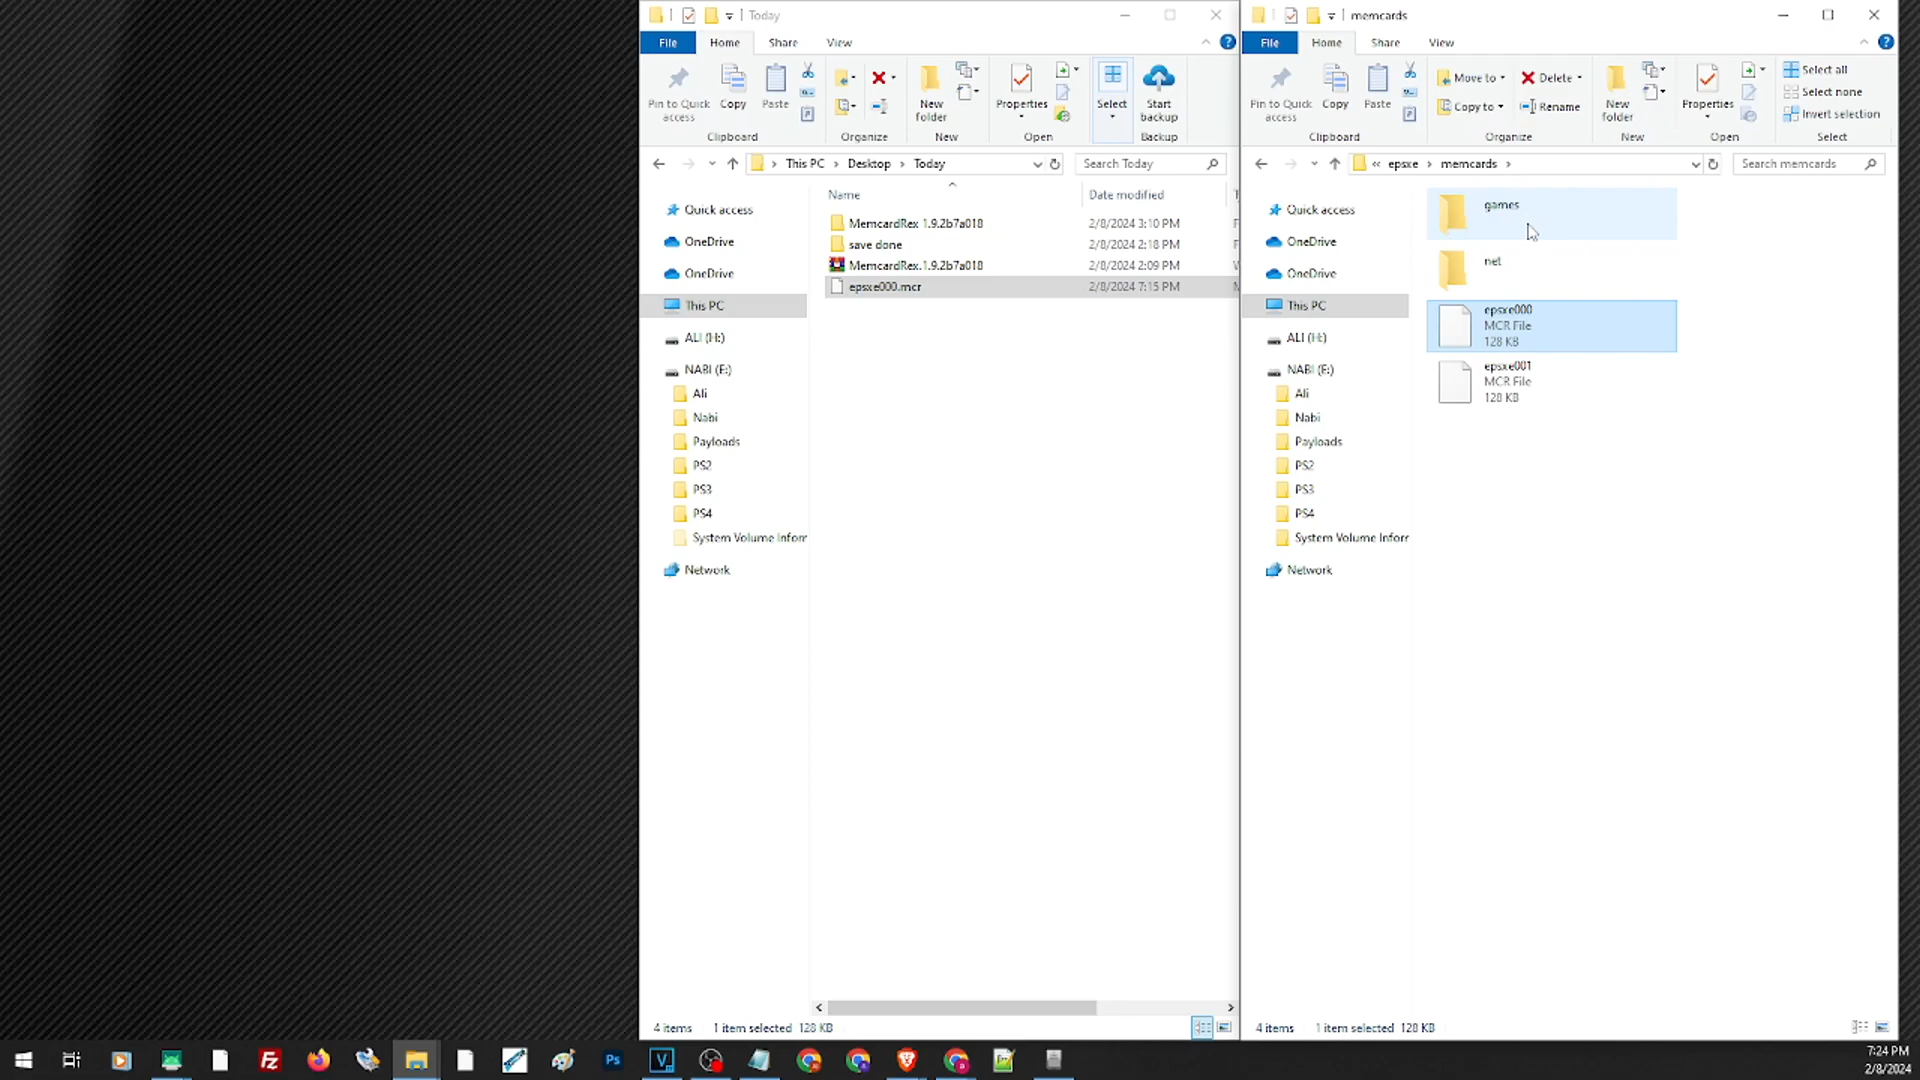 Today
File Home Share View
Pin to Quick access
Copy
Paste
New folder
Properties
Select
Start backup
Clipboard
Organize
New
Open
Backup
This PC > Desktop > Today
Search Today
Name
Date modified
Quick access
OneDrive
OneDrive
This PC
ALI (H:)
NABI (E:)
Ali
Nabi
Payloads
PS2
PS3
PS4
System Volume Infor
Network
MemcardRex 1.9.2b7a018 2/8/2024 3:10 PM
save done 2/8/2024 2:18 PM
MemcardRex.1.9.2b7a018 2/8/2024 2:09 PM
epsxe000.mcr 2/8/2024 7:15 PM
4 items 1 item selected 128 KB
memcards
File Home Share View
Pin to Quick access
Copy
Paste
Move to
Copy to
Delete
Rename
New folder
Properties
Select all
Select none
Invert selection
Clipboard
Organize
New
Open
Select
« epsxe > memcards >
Search memcards
Quick access
OneDrive
OneDrive
This PC
ALI (H:)
NABI (E:)
Ali
Nabi
Payloads
PS2
PS3
PS4
System Volume Infor
Network
games
net
epsxe000
MCR File
128 KB
epsxe001
MCR File
128 KB
4 items 1 item selected 128 KB
Ps
7:24 PM
2/8/2024